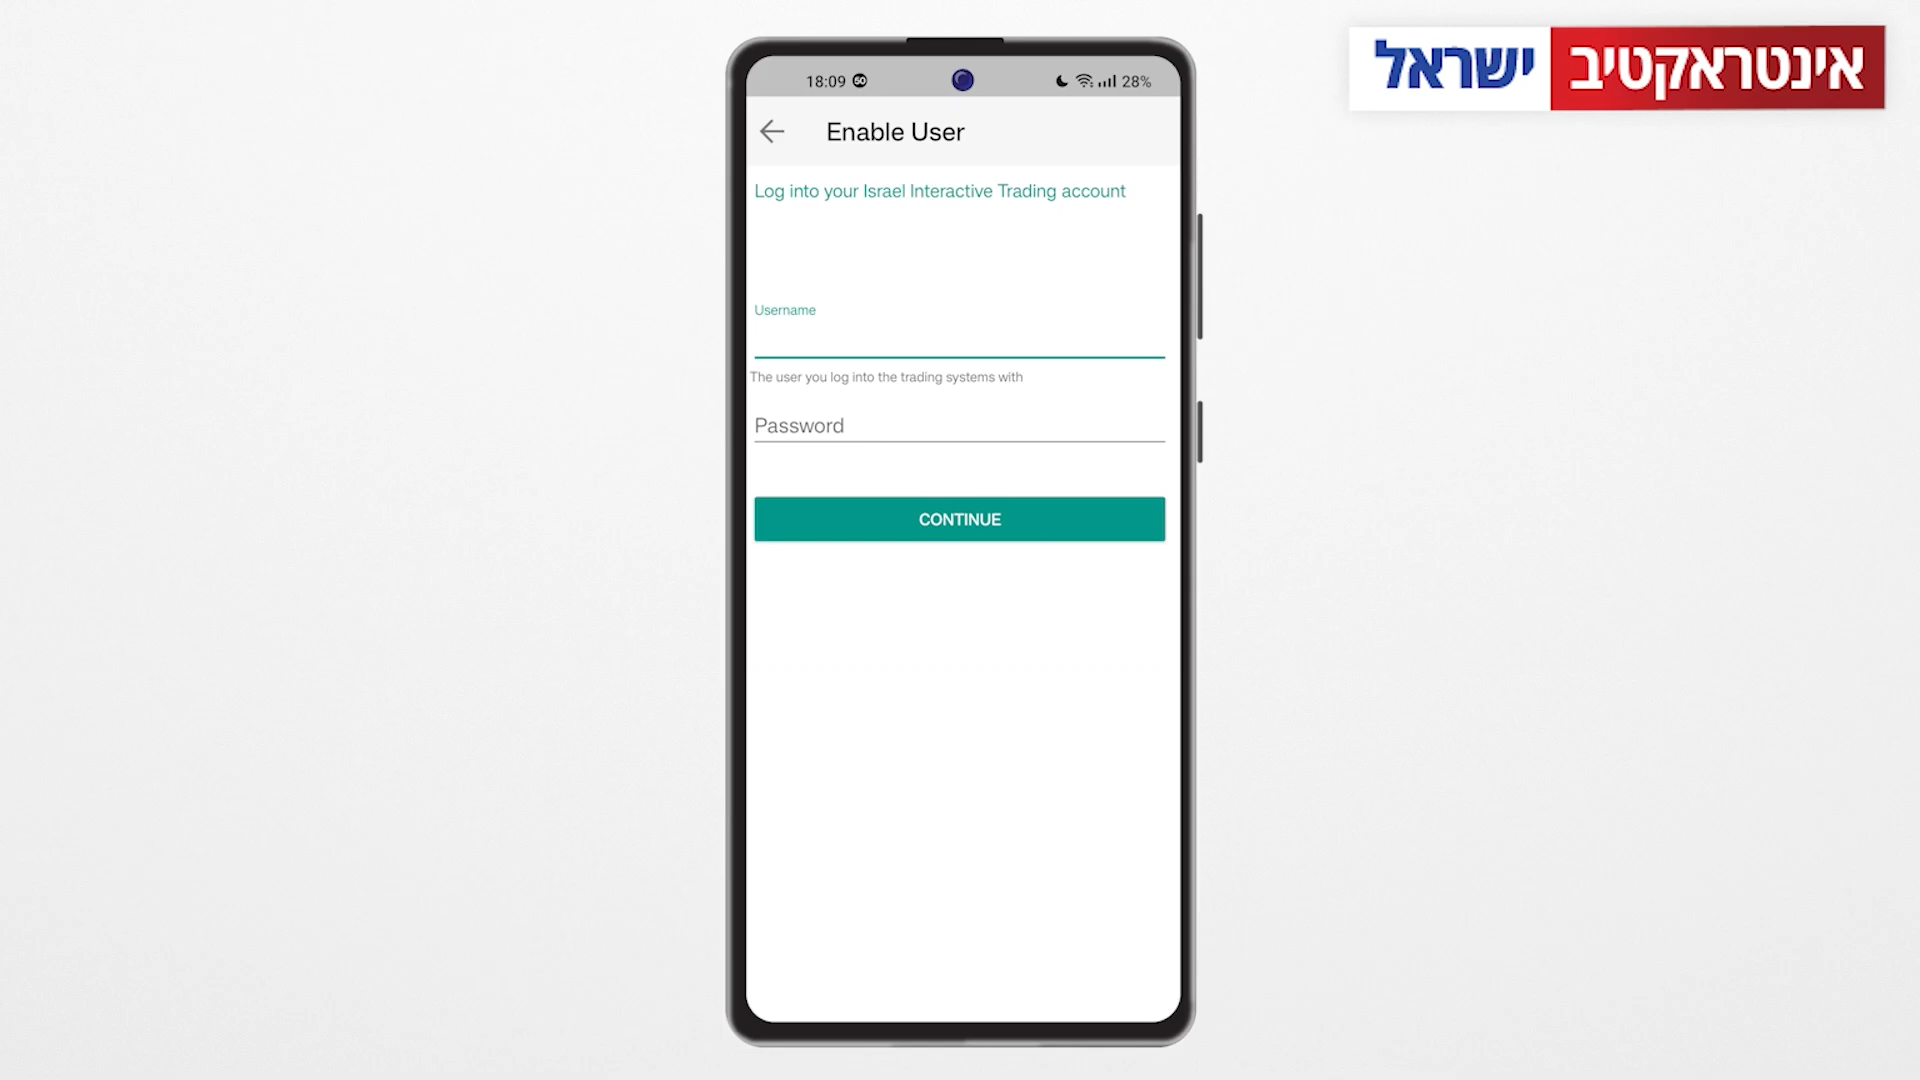 אינטראקטיב ישראל
18:09 28%
Enable User
Log into your Israel Interactive Trading account
Username
The user you log into the trading systems with
Password
CONTINUE